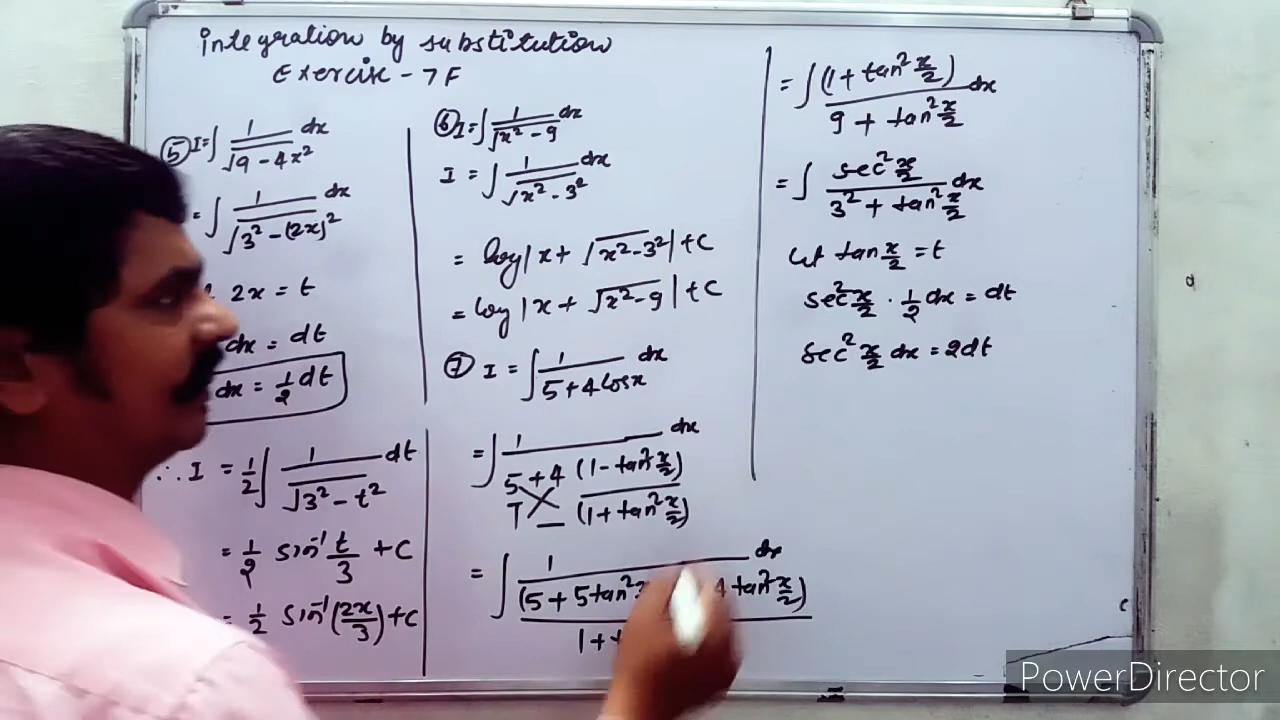 Integration by substitution
Exercise - 7F
⑤ I = ∫ 1/√(9 - 4x²) dx
= ∫ 1/√(3² - (2x)²) dx
2x = t
dx = dt
dx = 1/2 dt
∴ I = 1/2 ∫ 1/√(3² - t²) dt
= 1/2 sin⁻¹ t/3 + C
= 1/2 sin⁻¹(2x/3) + C
⑥ I = ∫ 1/√(x² - 9) dx
I = ∫ 1/√(x² - 3²) dx
= log|x + √(x² - 3²)| + C
= log|x + √(x² - 9)| + C
⑦ I = ∫ 1/(5 + 4cosx) dx
= ∫ 1/(5/1 + 4(1 - tan² x/2)/(1 + tan² x/2)) dx
= ∫ 1/((5 + 5tan² 4tan² x/2)/(1 + dx
= ∫ (1 + tan² x/2)/(9 + tan² x/2) dx
= ∫ sec² x/2/(3² + tan² x/2) dx
let tan x/2 = t
sec² x/2 · 1/2 dx = dt
sec² x/2 dx = 2dt
PowerDirector